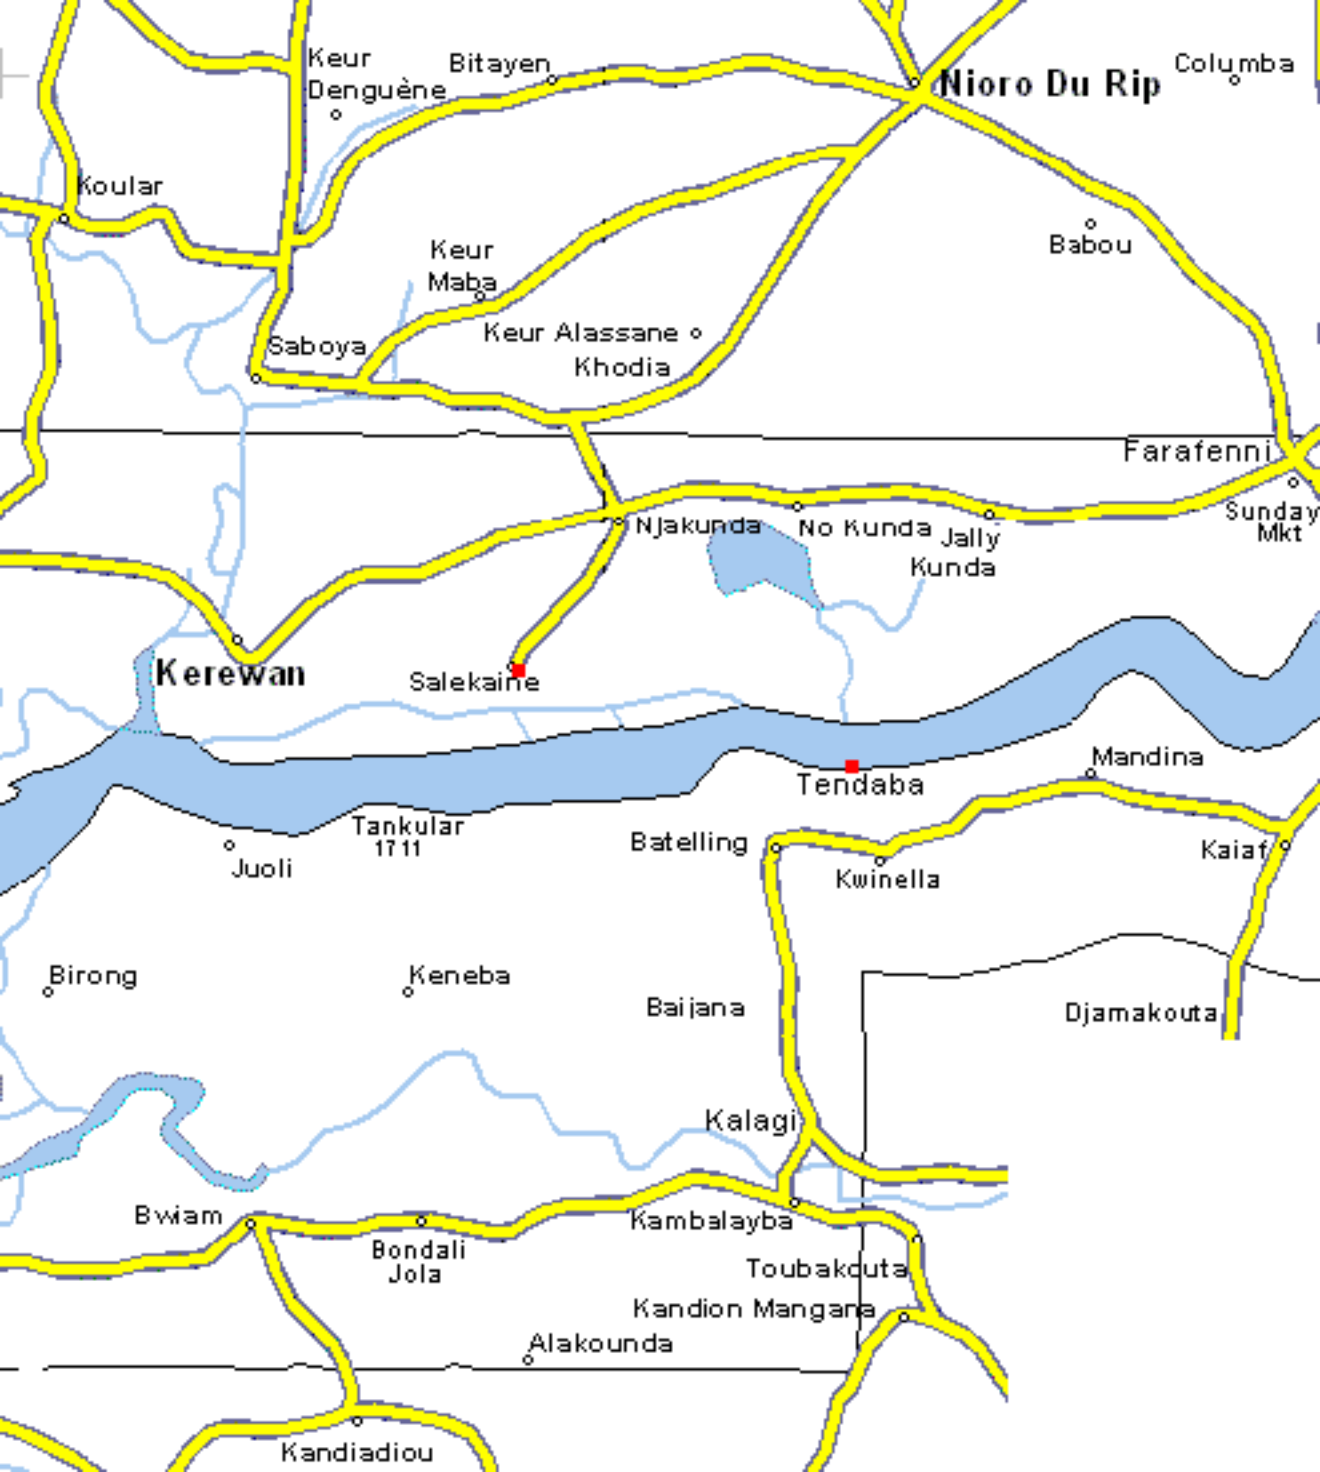 Keur
Denguène
Bitayen
Nioro Du Rip
Columba
Koular
Babou
Keur
Maba
Saboya
Keur Alassane
Khodia
Farafenni
Sunday
Mkt
Njakunda
No Kunda
Jally
Kunda
Kerewan
Salekaine
Mandina
Tendaba
Tankular
1711
Batelling
Kaiaf
Juoli
Kwinella
Birong
Keneba
Baijana
Djamakouta
Kalagi
Bwiam
Kambalayba
Bondali
Jola
Toubakouta
Kandion Mangana
Alakounda
Kandiadiou